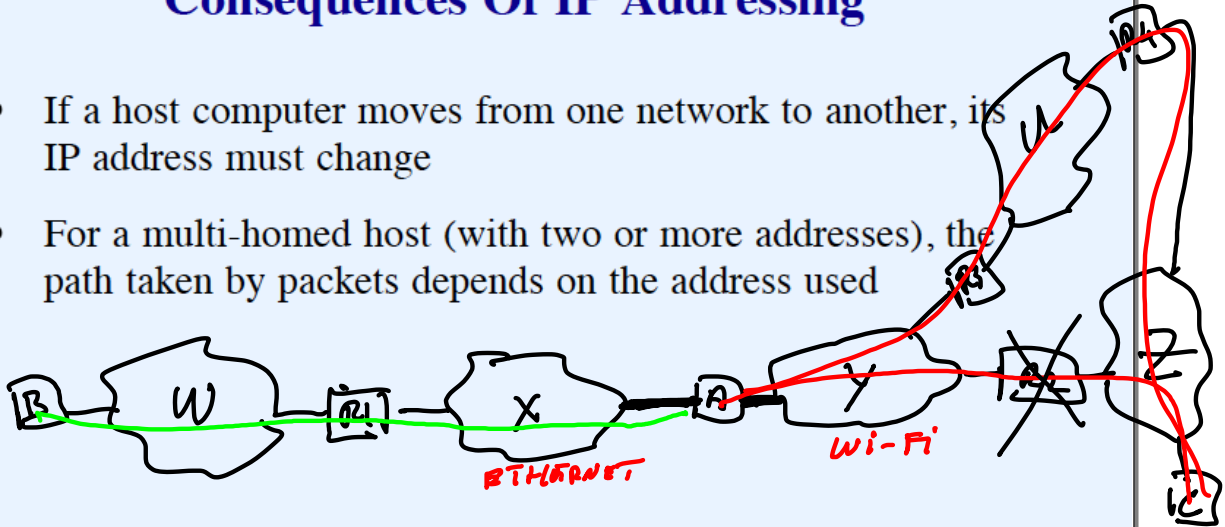 Consequences Of IP Addressing
• If a host computer moves from one network to another, its
IP address must change
• For a multi-homed host (with two or more addresses), the
path taken by packets depends on the address used
R4
U
R3
B
W
R1
X
A
Y
Z
ETHERNET
Wi-Fi
C